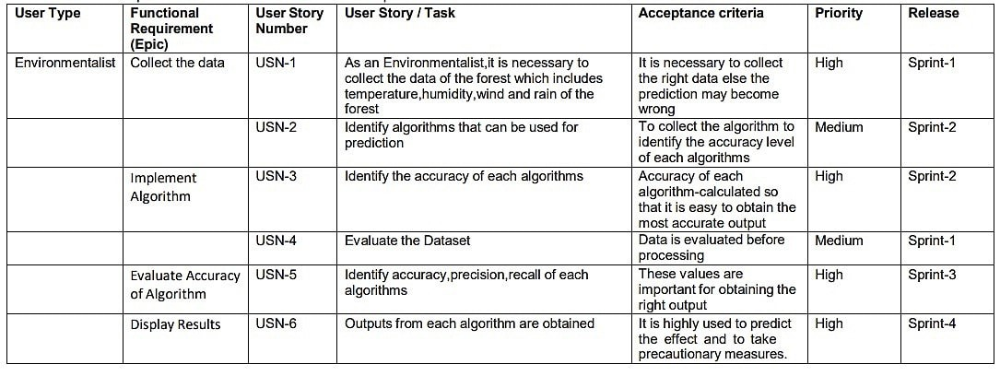 User Type
Functional
Requirement
(Epic)
User Story
Number
User Story / Task
Acceptance criteria
Priority
Release
Environmentalist
Collect the data
USN-1
As an Environmentalist,it is necessary to
collect the data of the forest which includes
temperature,humidity,wind and rain of the
forest
It is necessary to collect
the right data else the
prediction may become
wrong
High
Sprint-1
USN-2
Identify algorithms that can be used for
prediction
To collect the algorithm to
identify the accuracy level
of each algorithms
Medium
Sprint-2
Implement
Algorithm
USN-3
Identify the accuracy of each algorithms
Accuracy of each
algorithm-calculated so
that it is easy to obtain the
most accurate output
High
Sprint-2
USN-4
Evaluate the Dataset
Data is evaluated before
processing
Medium
Sprint-1
Evaluate Accuracy
of Algorithm
USN-5
Identify accuracy,precision,recall of each
algorithms
These values are
important for obtaining the
right output
High
Sprint-3
Display Results
USN-6
Outputs from each algorithm are obtained
It is highly used to predict
the effect and to take
precautionary measures.
High
Sprint-4